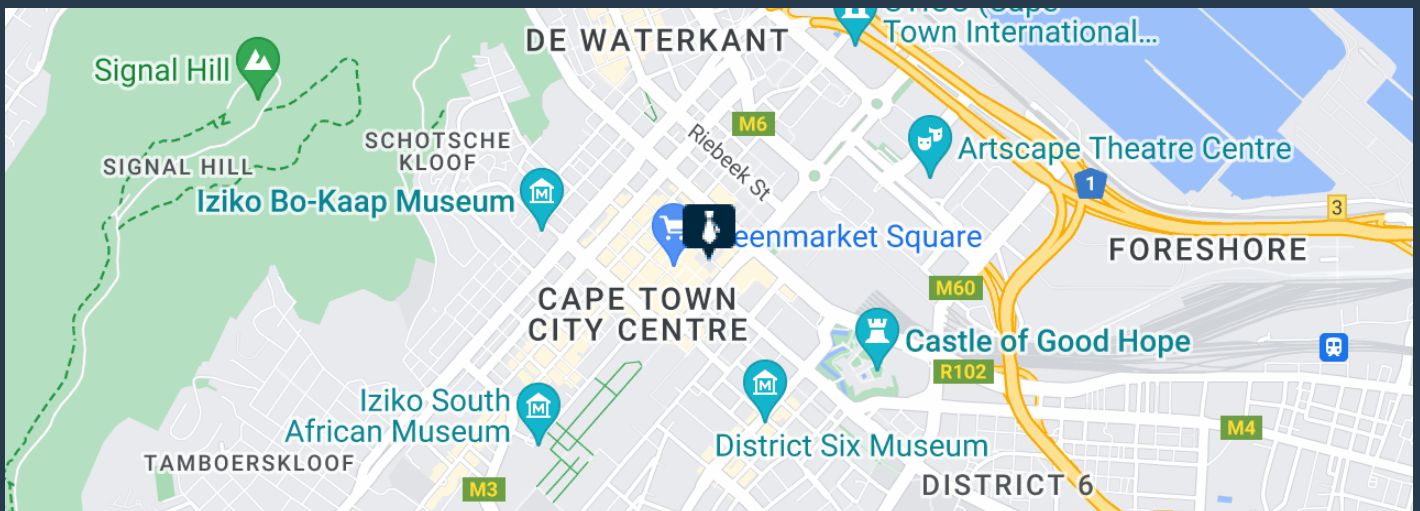 Town International...
DE WATERKANT
Signal Hill
M6
Riebeek St
SCHOTSCHE
KLOOF
SIGNAL HILL
Artscape Theatre Centre
1
Iziko Bo-Kaap Museum
3
eenmarket Square
FORESHORE
M60
CAPE TOWN
CITY CENTRE
Castle of Good Hope
R102
Iziko South
African Museum
M4
District Six Museum
TAMBOERSKLOOF
DISTRICT 6
M3